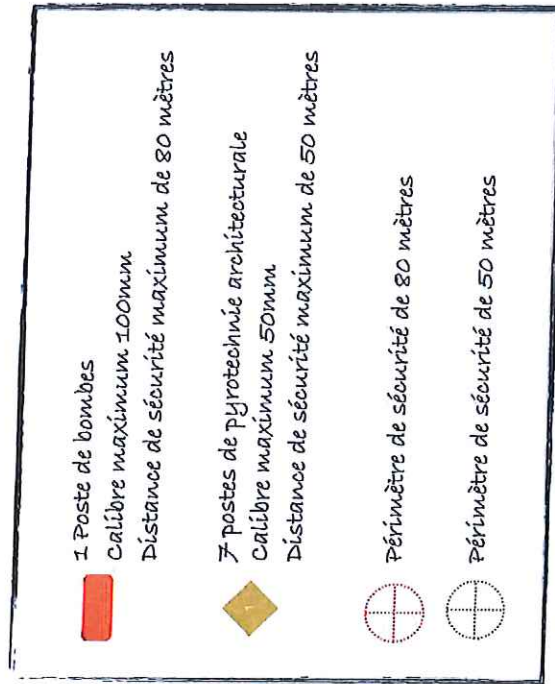 1 Poste de bombes
Calibre maximum 100mm
Distance de sécurité maximum de 80 mètres
7 postes de pyrotechnie architecturale
Calibre maximum 50mm
Distance de sécurité maximum de 50 mètres
Périmètre de sécurité de 80 mètres
Périmètre de sécurité de 50 mètres